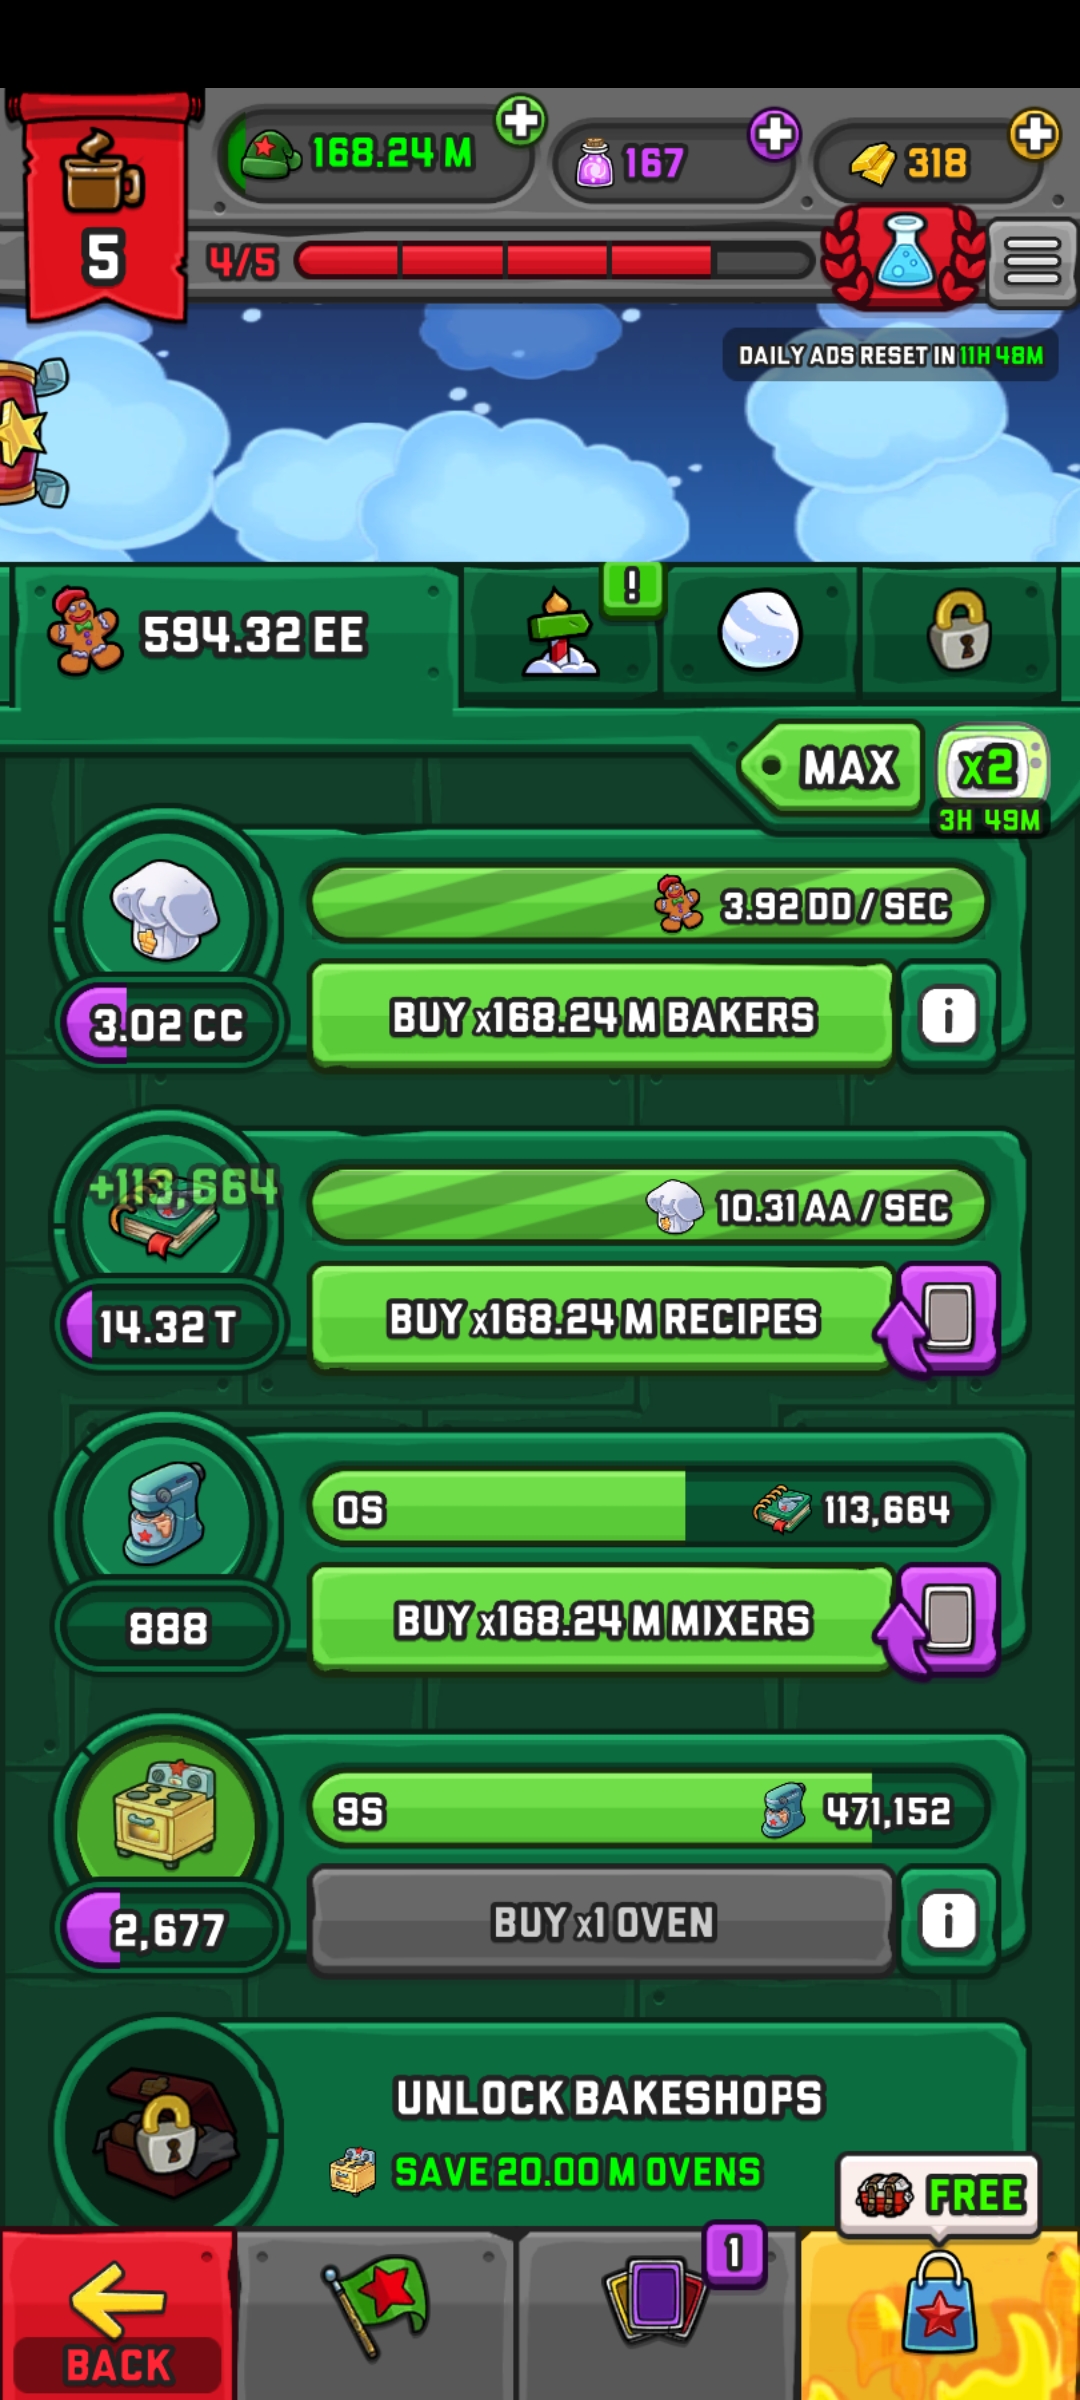 5
168.24 M
167
318
4/5
DAILY ADS RESET IN 11H 48M
594.32 EE
!
MAX
x2
3H 49M
3.92 DD / SEC
3.02 CC
BUY x168.24 M BAKERS
i
+113,664
10.31 AA / SEC
14.32 T
BUY x168.24 M RECIPES
0S
113,664
888
BUY x168.24 M MIXERS
9S
471,152
2,677
BUY x1 OVEN
i
UNLOCK BAKESHOPS
SAVE 20.00 M OVENS
FREE
1
BACK